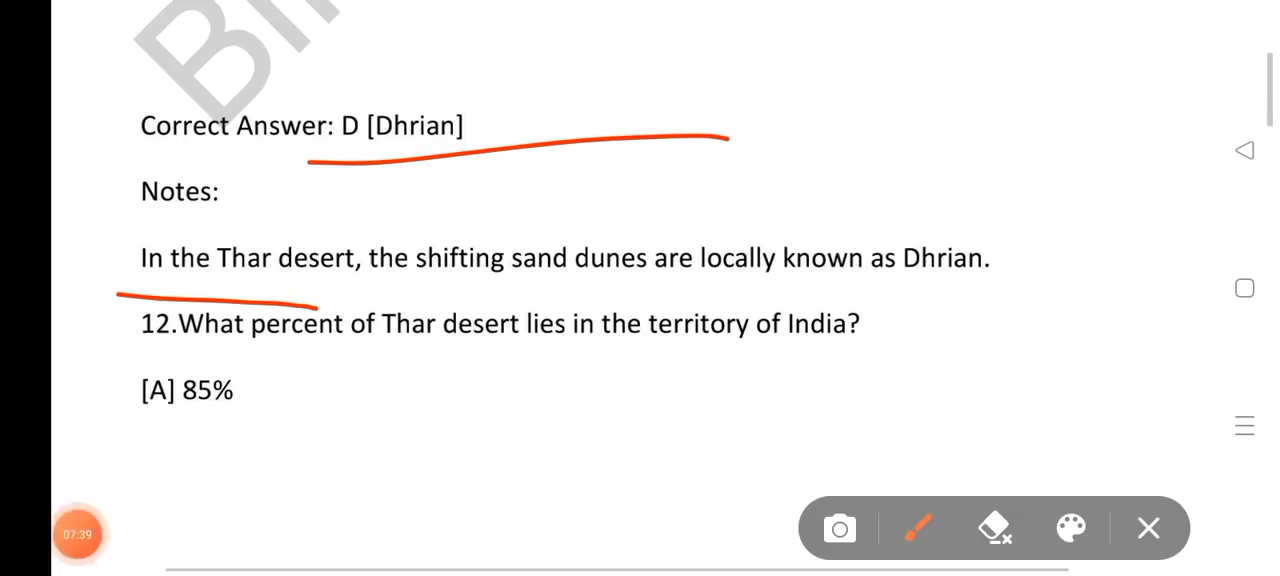 Correct Answer: D [Dhrian]
Notes:
In the Thar desert, the shifting sand dunes are locally known as Dhrian.
12.What percent of Thar desert lies in the territory of India?
[A] 85%
07:39